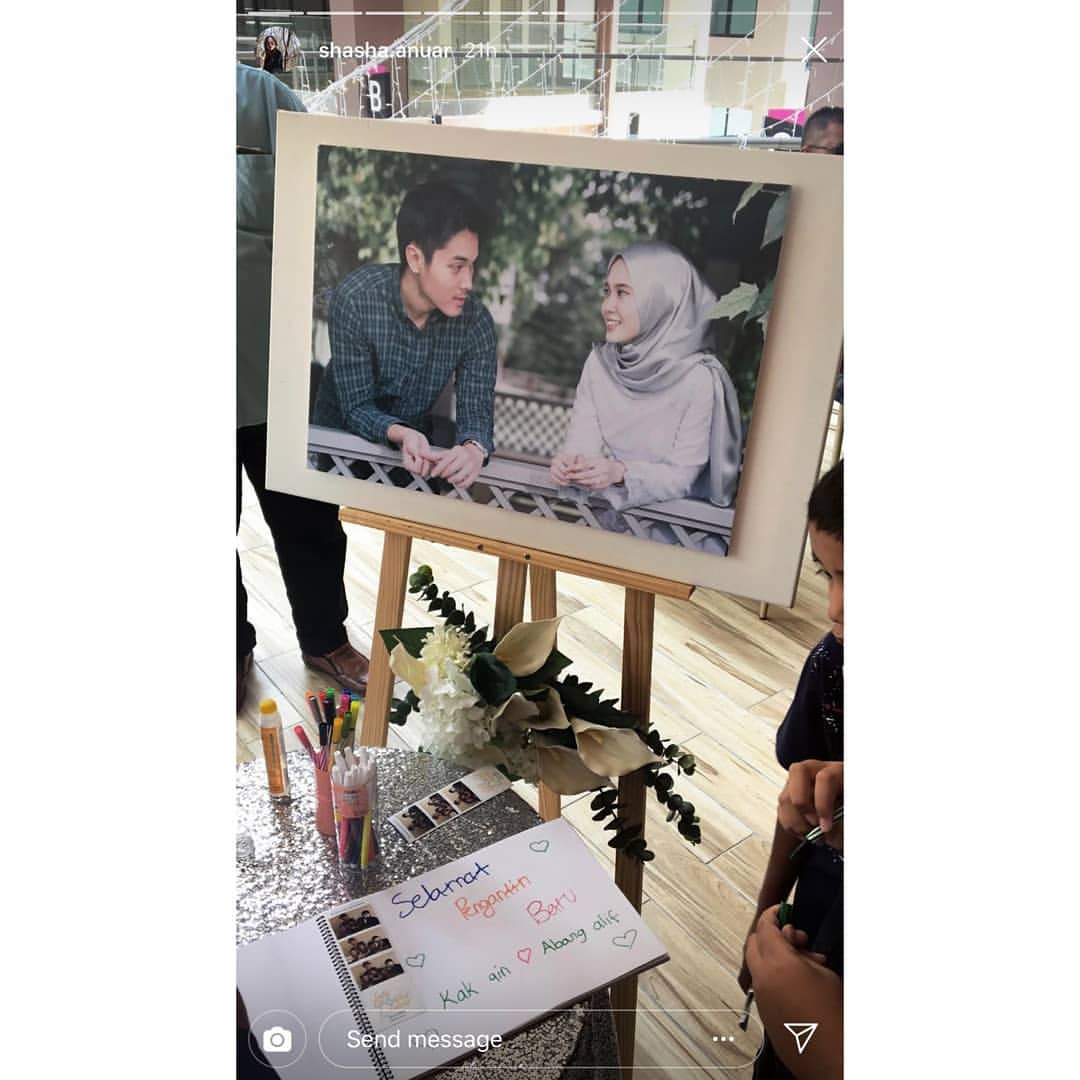 shasha.anuar 21h
B
Selamat
Pengantin
Baru
Kak ain ♡ Abang alif
Send message